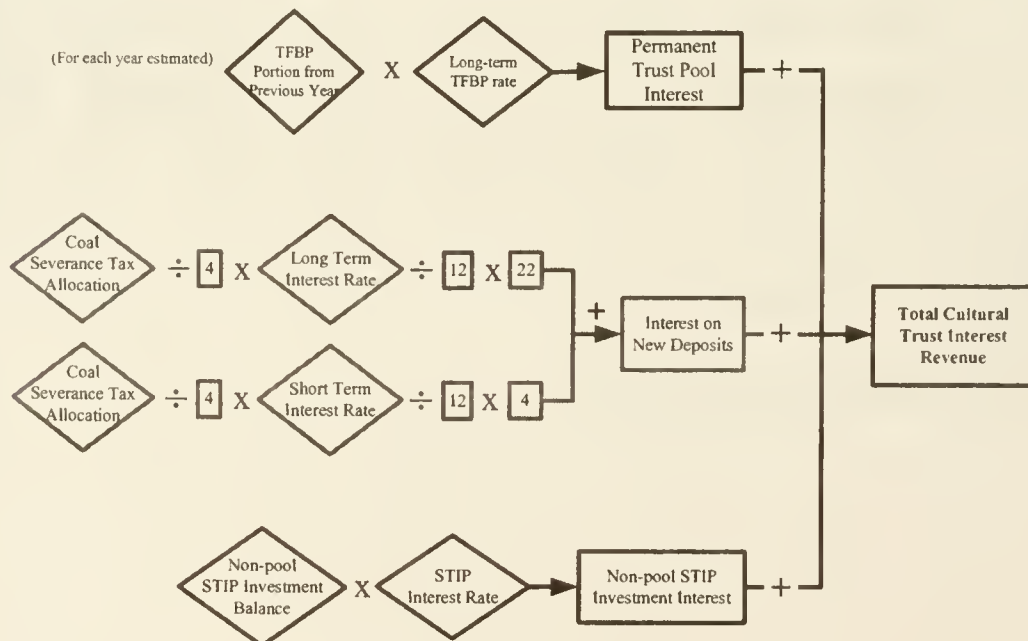 (For each year estimated)
TFBP
Portion from
Previous Year
X
Long-term
TFBP rate
Permanent
Trust Pool
Interest
+
Coal
Severance Tax
Allocation
÷ 4 X
Long Term
Interest Rate
÷ 12 X 22
+
Interest on
New Deposits
+
Total Cultural
Trust Interest
Revenue
Coal
Severance Tax
Allocation
÷ 4 X
Short Term
Interest Rate
÷ 12 X 4
Non-pool
STIP Investment
Balance
X
STIP
Interest Rate
Non-pool STIP
Investment Interest
+